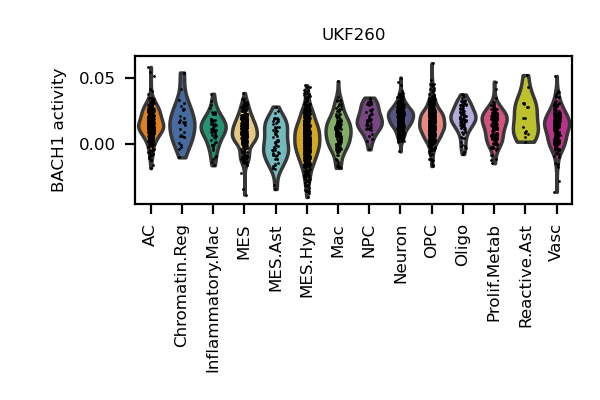 UKF260
BACH1 activity
0.05
0.00
AC
Chromatin.Reg
Inflammatory.Mac
MES
MES.Ast
MES.Hyp
Mac
NPC
Neuron
OPC
Oligo
Prolif.Metab
Reactive.Ast
Vasc